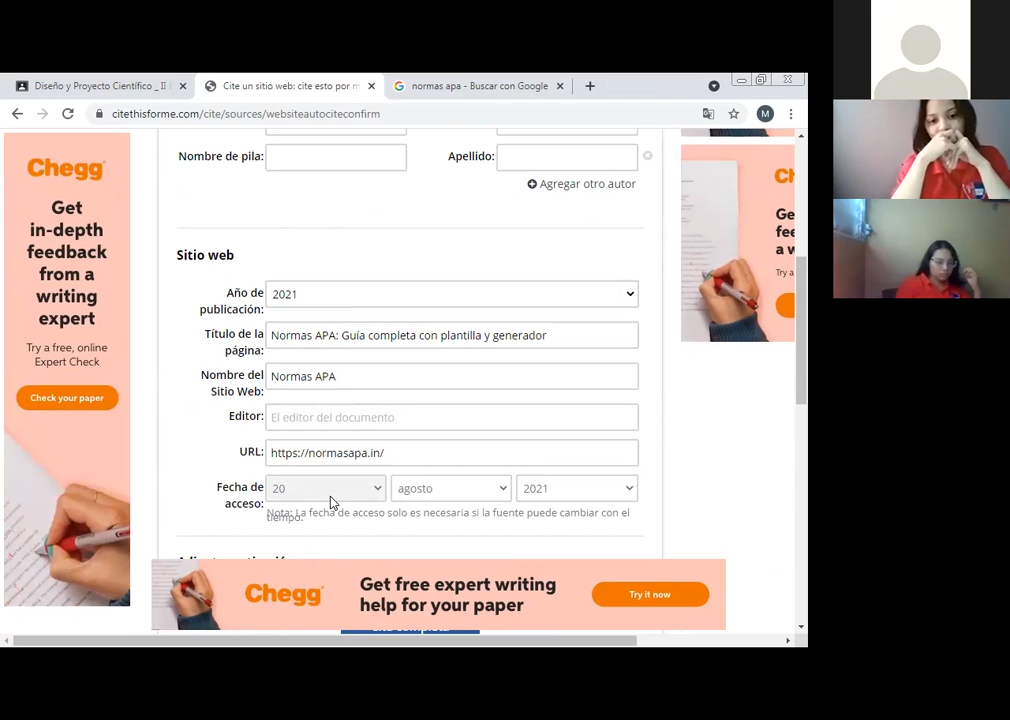 Diseño y Proyecto Científico _ II
Cite un sitio web: cite esto por m
normas apa - Buscar con Google
citethisforme.com/cite/sources/websiteautociteconfirm
M
Chegg
Get
in-depth
feedback
from a
writing
expert
Try a free, online
Expert Check
Check your paper
Nombre de pila:
Apellido:
Agregar otro autor
Sitio web
Año de
publicación:
2021
Título de la
página:
Normas APA: Guía completa con plantilla y generador
Nombre del
Sitio Web:
Normas APA
Editor:
El editor del documento
URL:
https://normasapa.in/
Fecha de
acceso:
20
agosto
2021
Nota: La fecha de acceso solo es necesaria si la fuente puede cambiar con el
tiempo.
Chegg
Get free expert writing
help for your paper
Try it now